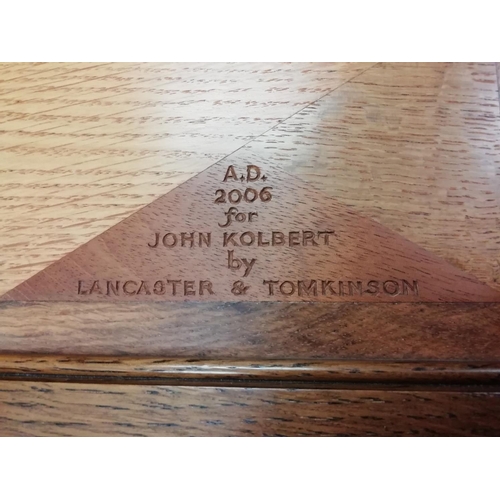 A.D.
2006
for
JOHN KOLBERT
by
LANCASTER & TOMKINSON